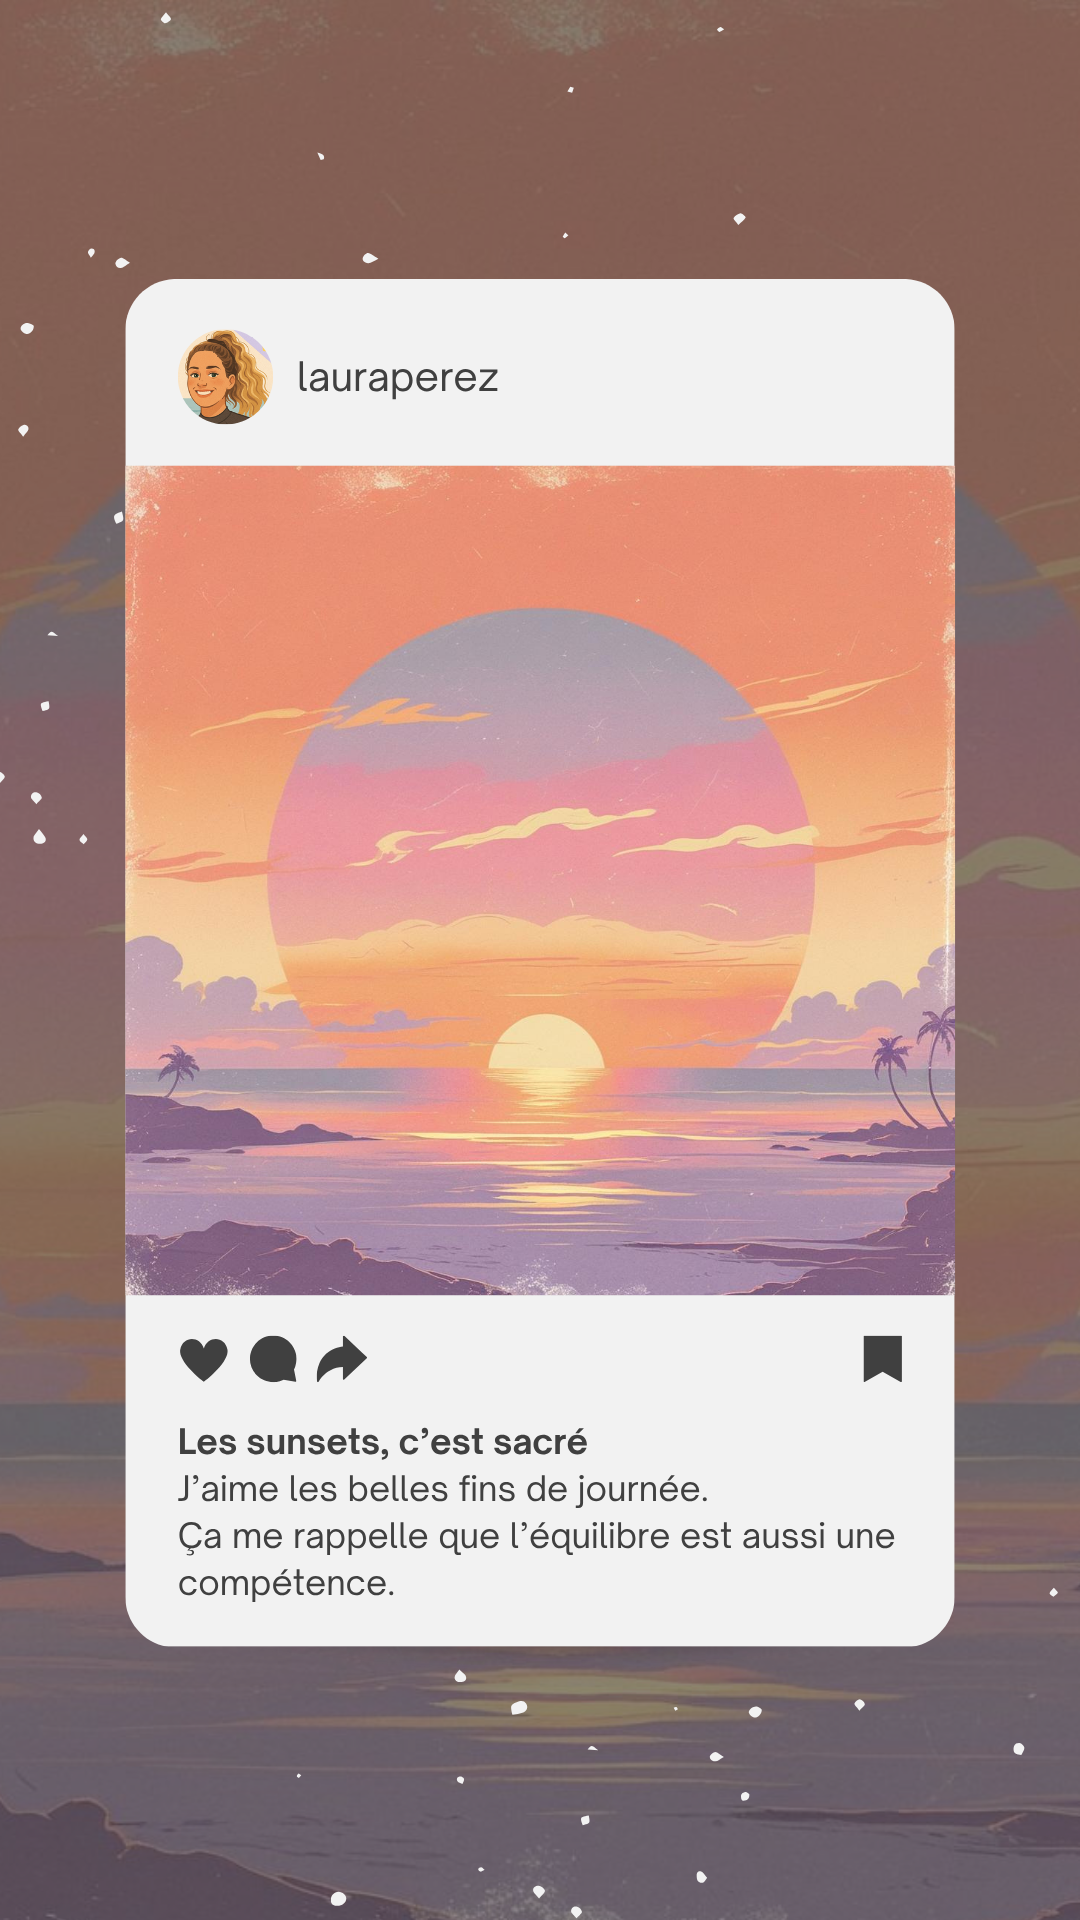 lauraperez
Les sunsets, c’est sacré
J’aime les belles fins de journée.
Ça me rappelle que l’équilibre est aussi une
compétence.